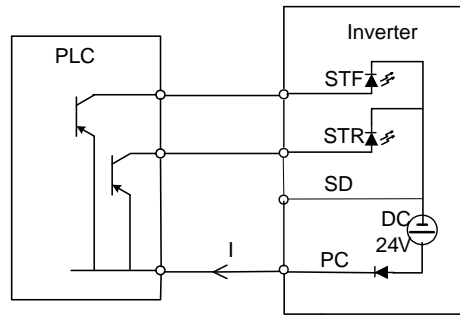 PLC
Inverter
STF
STR
SD
DC
24V
I
PC